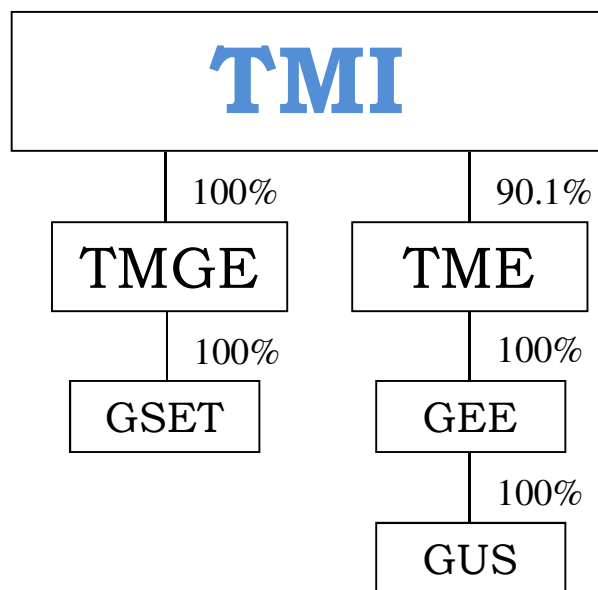 TMI
100% 90.1%
TMGE TME
100% 100%
GSET GEE
100%
GUS